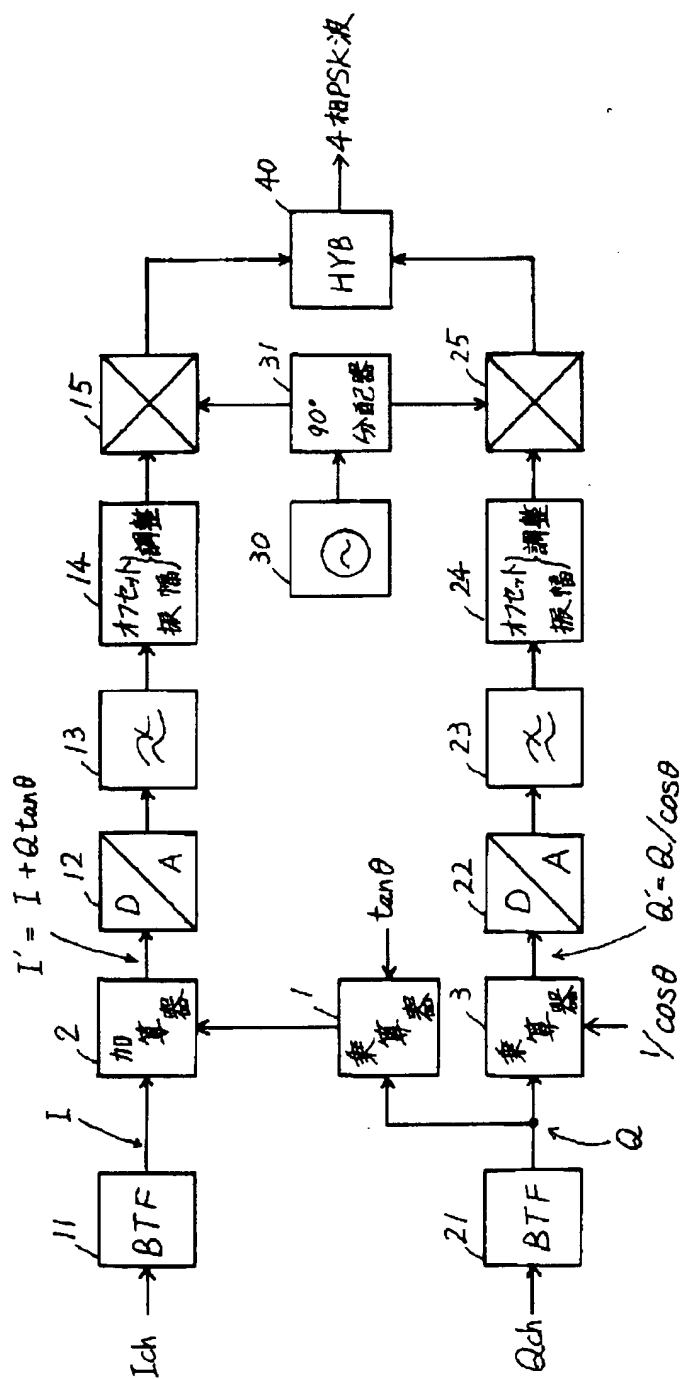 Ich
11
BTF
I
2
加算器
I' = I + Q tanθ
12
D
A
13
14
オフセット
振幅
調整
15
Qch
21
BTF
Q
1
乗算器
tanθ
3
乗算器
1/cosθ
Q' = Q/cosθ
22
D
A
23
24
オフセット
振幅
調整
25
30
~
31
90°
分配器
40
HYB
4相PSK波